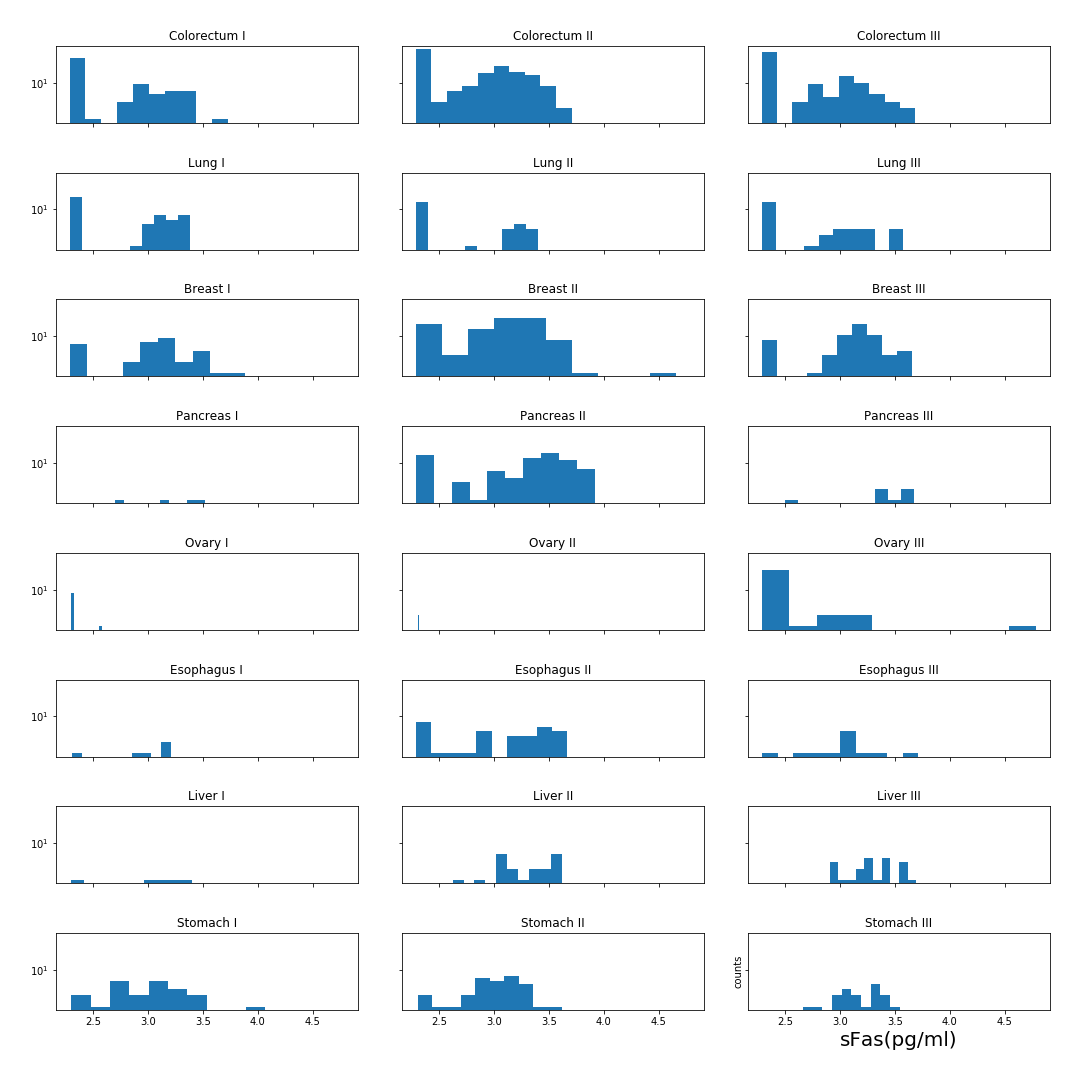 Colorectum I
Colorectum II
Colorectum III
10¹
Lung I
Lung II
Lung III
10¹
Breast I
Breast II
Breast III
10¹
Pancreas I
Pancreas II
Pancreas III
10¹
Ovary I
Ovary II
Ovary III
10¹
Esophagus I
Esophagus II
Esophagus III
10¹
Liver I
Liver II
Liver III
10¹
Stomach I
Stomach II
Stomach III
10¹
counts
2.5 3.0 3.5 4.0 4.5
2.5 3.0 3.5 4.0 4.5
2.5 3.0 3.5 4.0 4.5
sFas(pg/ml)